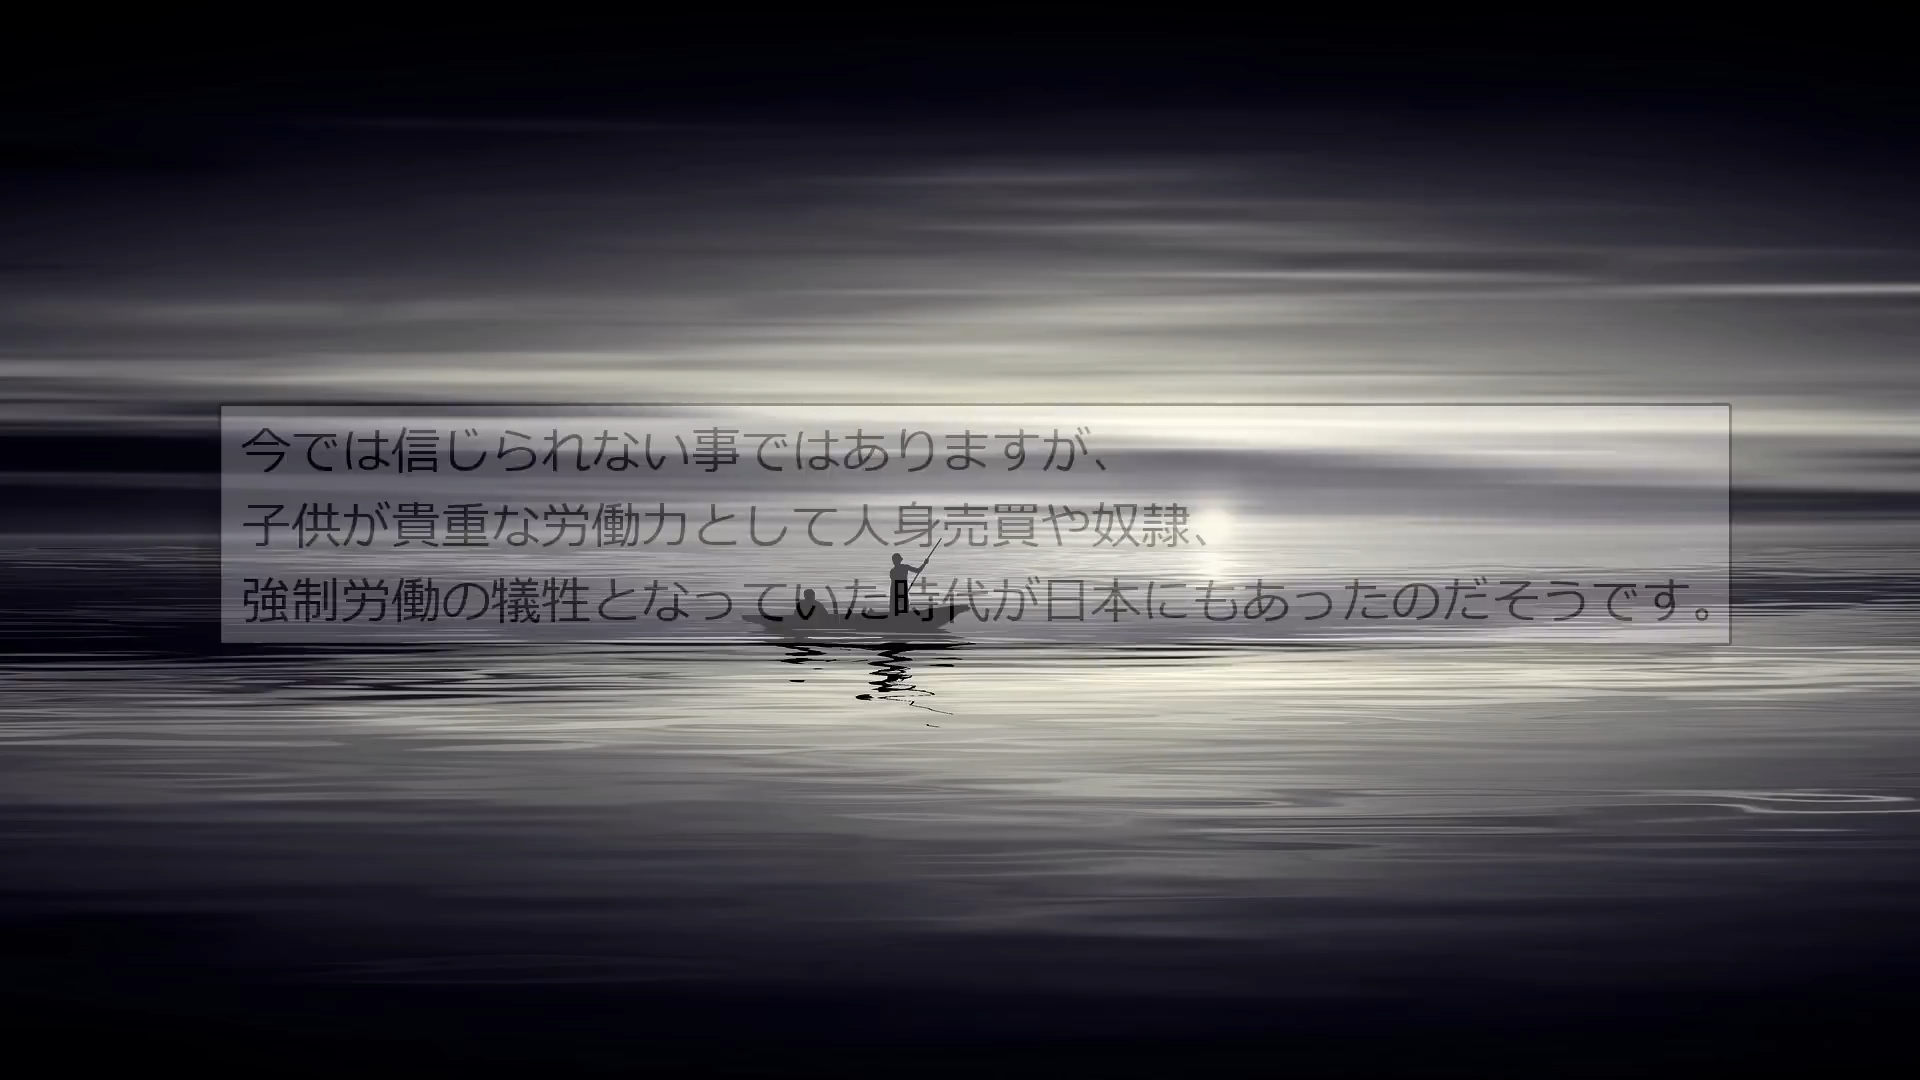 今では信じられない事ではありますが、
子供が貴重な労働力として人身売買や奴隷、
強制労働の犠牲となっていた時代が日本にもあったのだそうです。